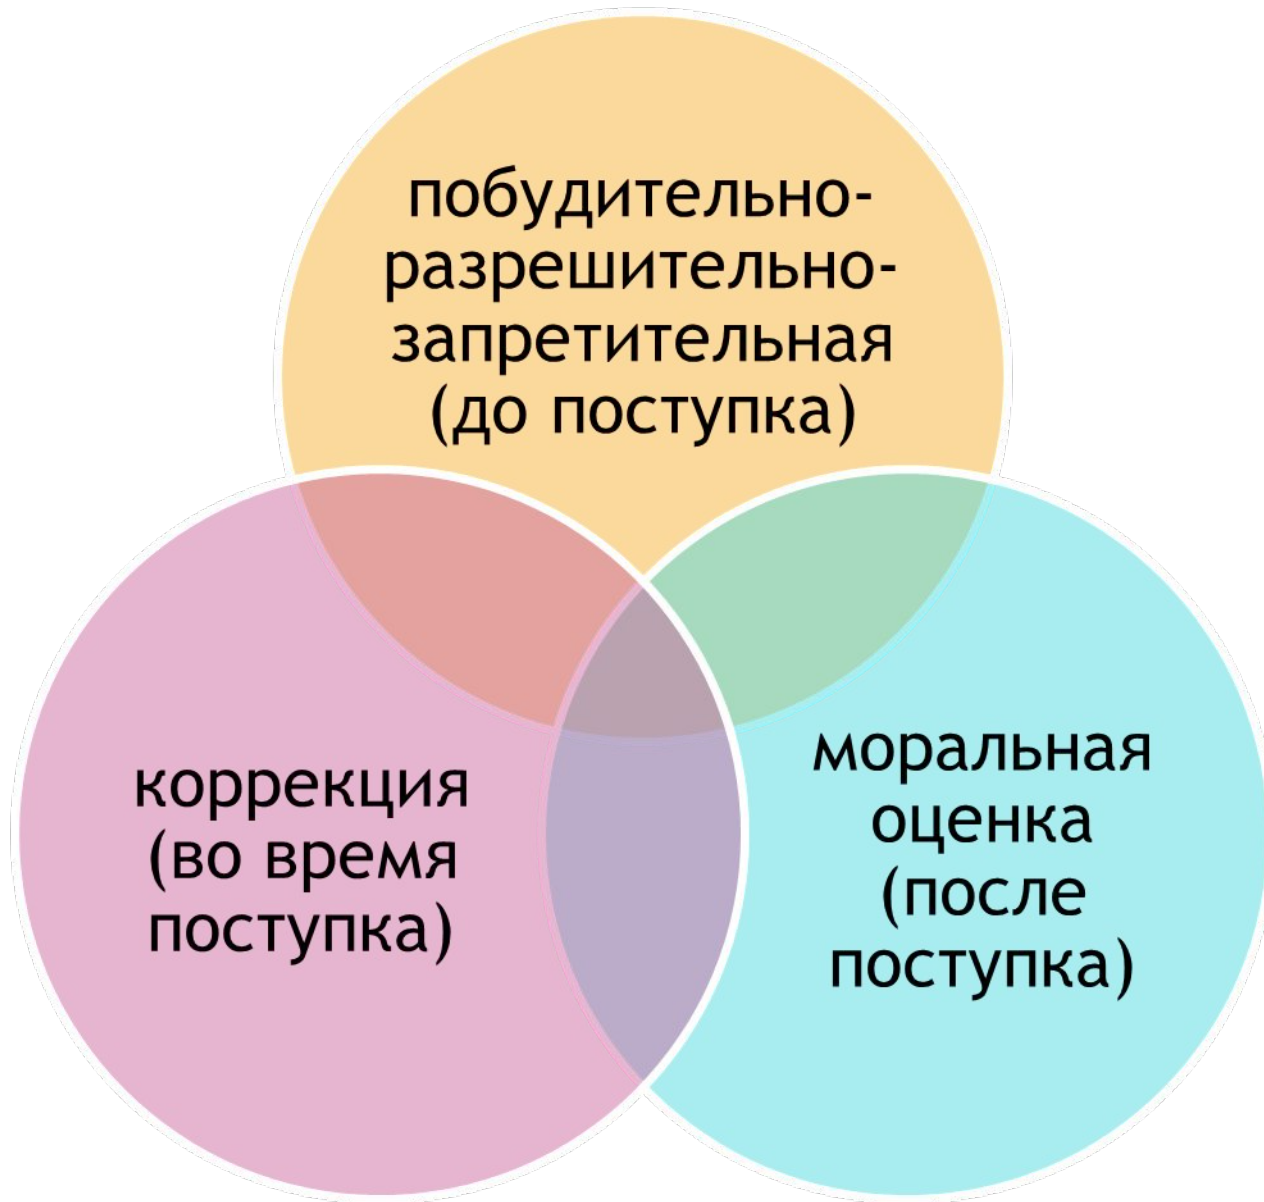 побудительно-
разрешительно-
запретительная
(до поступка)
коррекция
(во время
поступка)
моральная
оценка
(после
поступка)